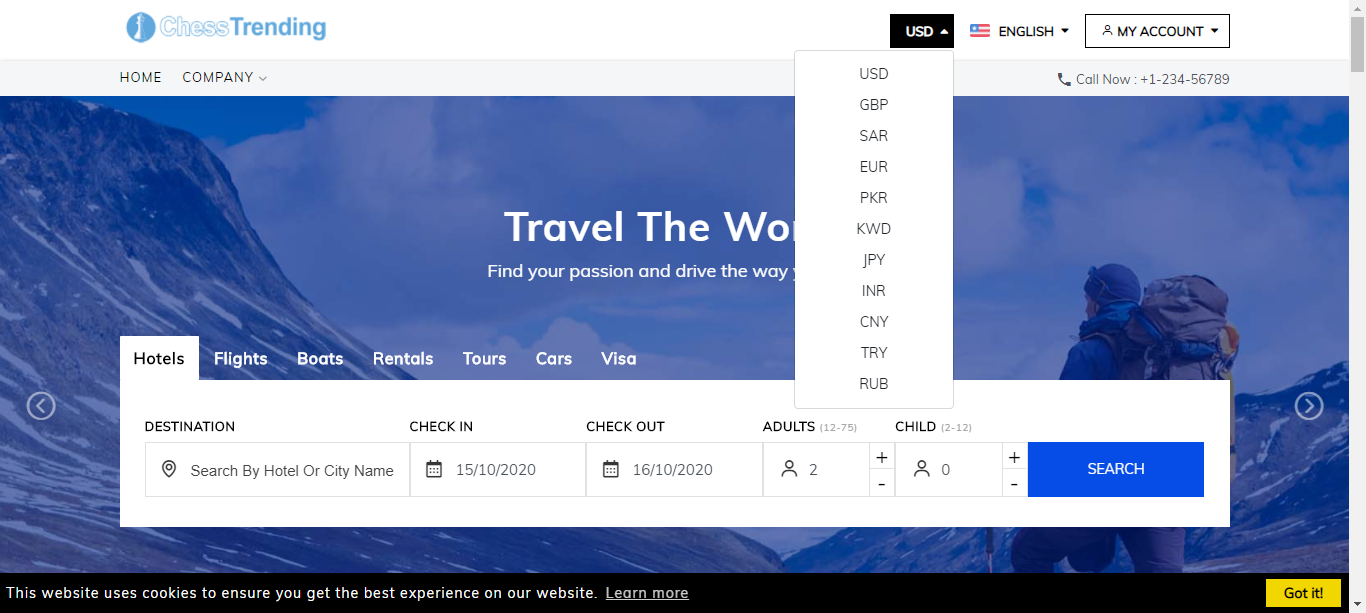 ChessTrending
USD
ENGLISH
MY ACCOUNT
HOME COMPANY
Call Now : +1-234-56789
USD
GBP
SAR
EUR
PKR
KWD
JPY
INR
CNY
TRY
RUB
Travel The
Find your passion and drive the way
Hotels Flights Boats Rentals Tours Cars Visa
DESTINATION CHECK IN CHECK OUT ADULTS (12-75) CHILD (2-12)
Search By Hotel Or City Name 15/10/2020 16/10/2020 2 + - 0 + - SEARCH
This website uses cookies to ensure you get the best experience on our website. Learn more Got it!